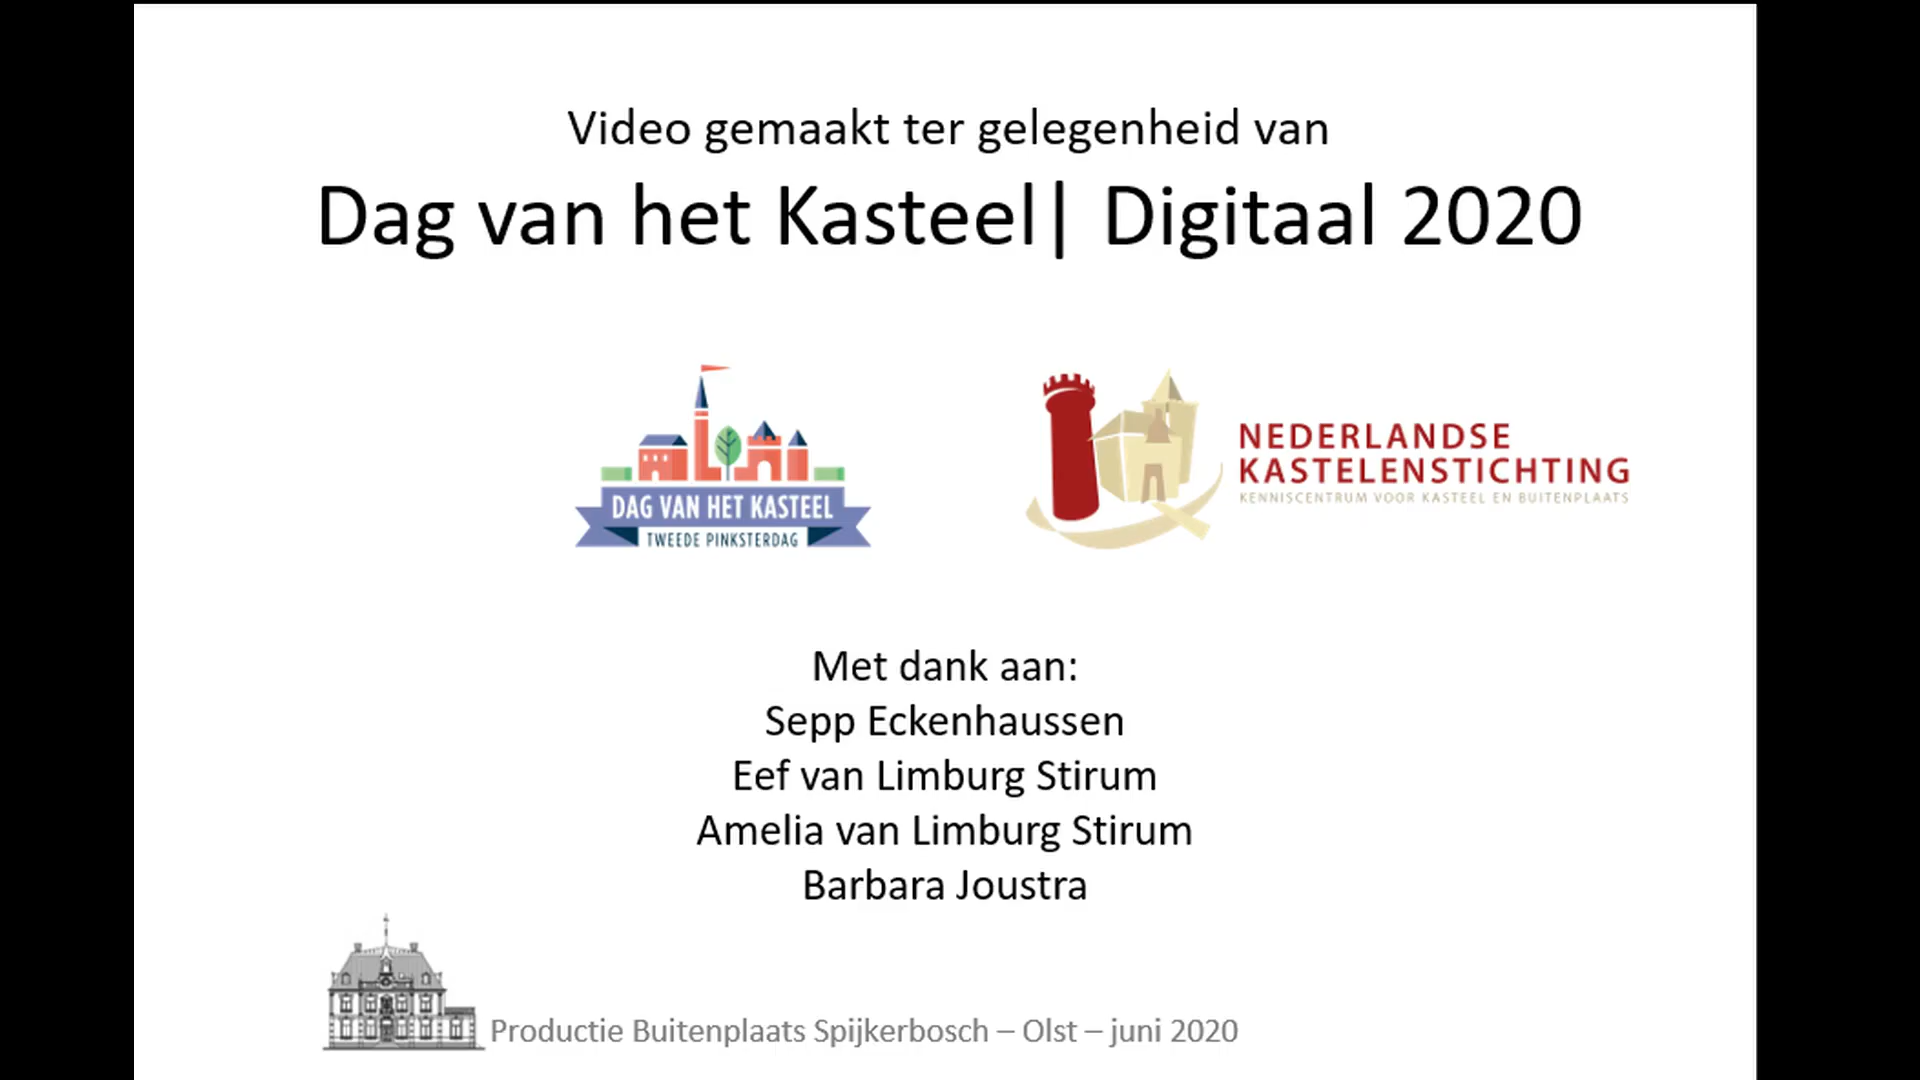 Video gemaakt ter gelegenheid van
Dag van het Kasteel| Digitaal 2020
DAG VAN HET KASTEEL
TWEEDE PINKSTERDAG
NEDERLANDSE
KASTELENSTICHTING
KENNISCENTRUM VOOR KASTEEL EN BUITENPLAATS
Met dank aan:
Sepp Eckenhaussen
Eef van Limburg Stirum
Amelia van Limburg Stirum
Barbara Joustra
Productie Buitenplaats Spijkerbosch – Olst – juni 2020